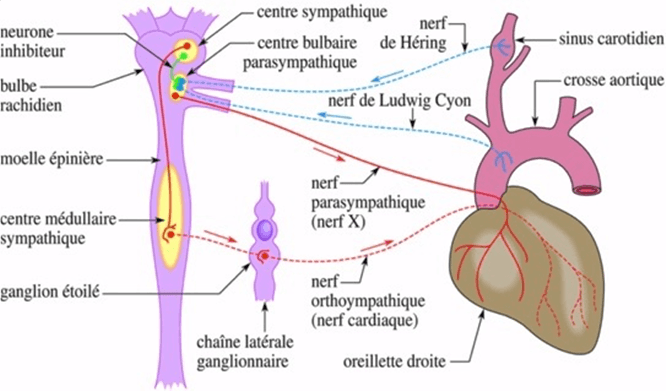 centre sympathique
neurone
inhibiteur
centre bulbaire
parasympathique
bulbe
rachidien
moelle épinière
centre médullaire
sympathique
ganglion étoilé
chaîne latérale
ganglionnaire
nerf
de Héring
nerf de Ludwig Cyon
nerf
parasympathique
(nerf X)
nerf
orthoympathique
(nerf cardiaque)
sinus carotidien
crosse aortique
oreillette droite